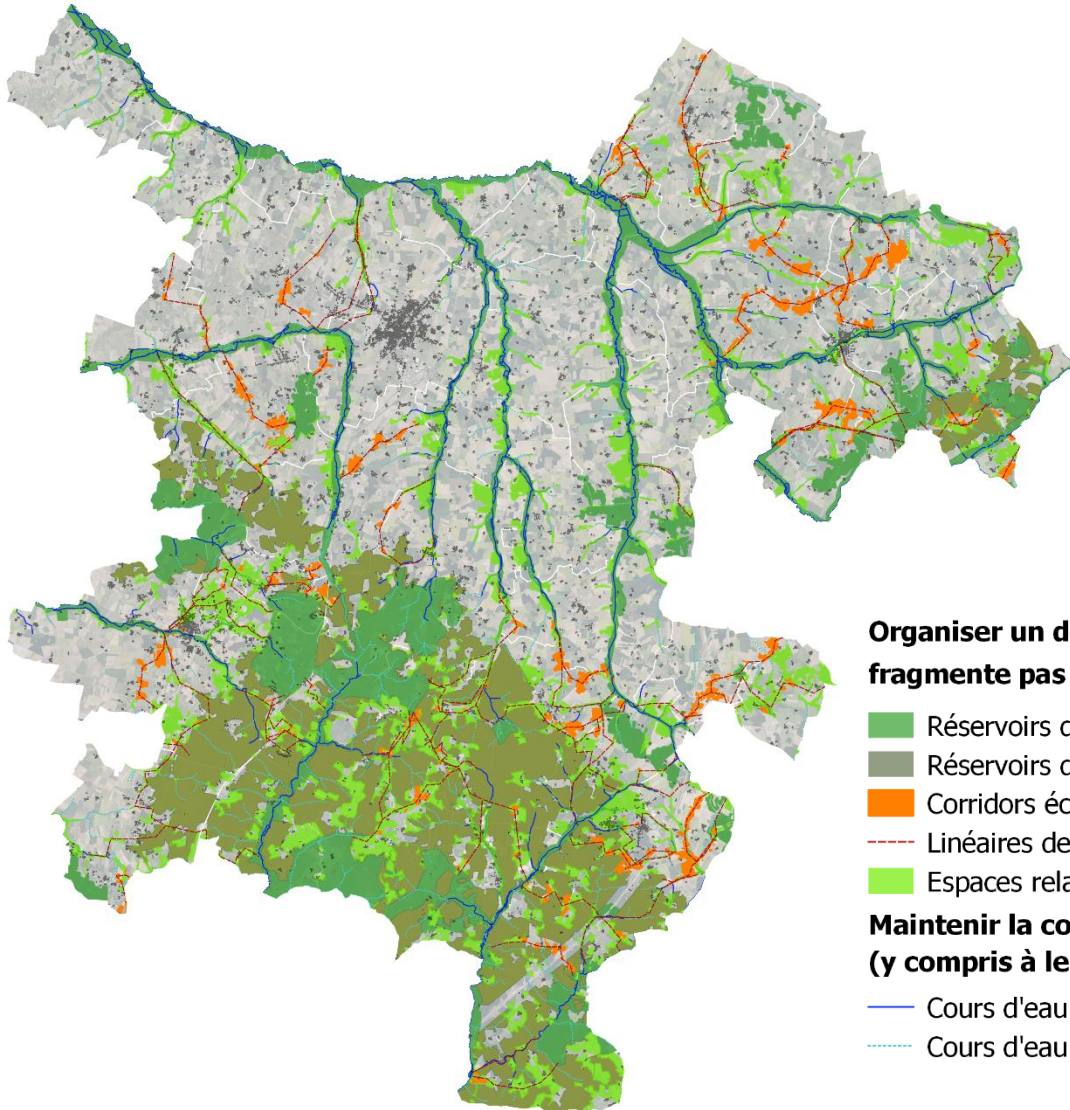 Organiser un d
fragmente pas
Réservoirs d
Réservoirs d
Corridors éc
Linéaires de
Espaces rela
Maintenir la co
(y compris à le
Cours d'eau
Cours d'eau